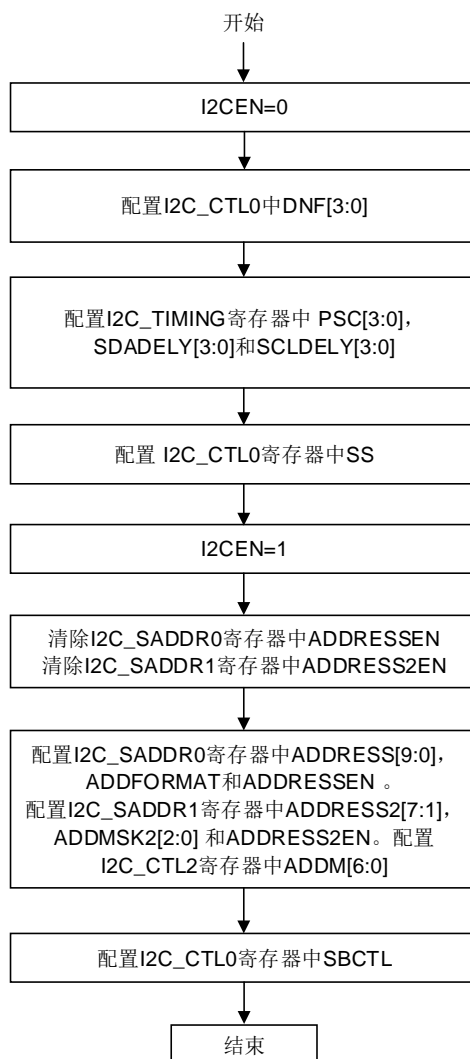 开始
I2CEN=0
配置I2C_CTL0中DNF[3:0]
配置I2C_TIMING寄存器中 PSC[3:0]，
SDADELY[3:0]和SCLDELY[3:0]
配置 I2C_CTL0寄存器中SS
I2CEN=1
清除I2C_SADDR0寄存器中ADDRESSEN
清除I2C_SADDR1寄存器中ADDRESS2EN
配置I2C_SADDR0寄存器中ADDRESS[9:0]，
ADDFORMAT和ADDRESSEN 。
配置I2C_SADDR1寄存器中ADDRESS2[7:1]，
ADDMSK2[2:0] 和ADDRESS2EN。配置
I2C_CTL2寄存器中ADDM[6:0]
配置I2C_CTL0寄存器中SBCTL
结束